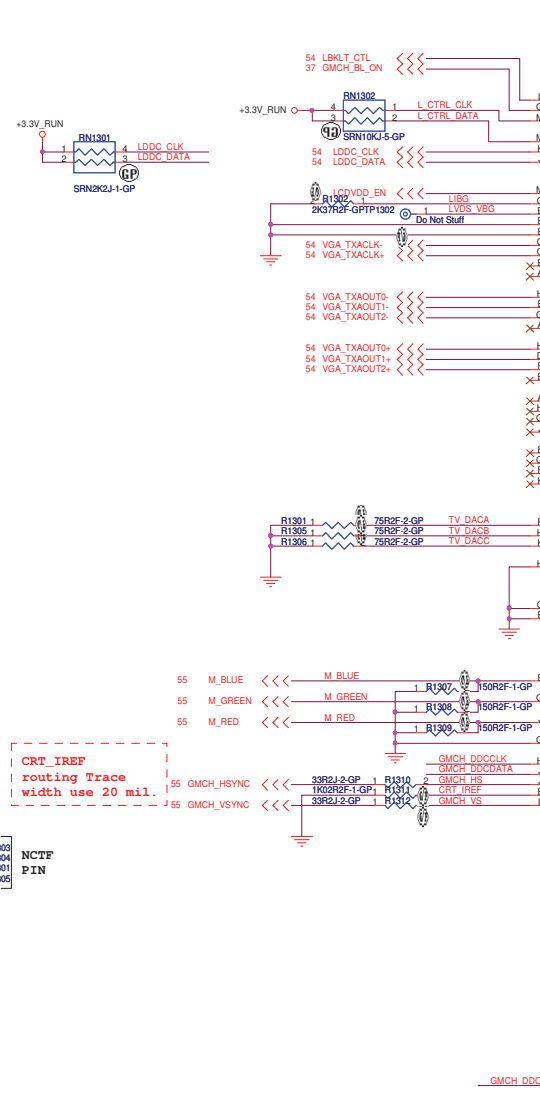 54 LBKLT_CTL
37 GMCH_BL_ON
RN1302
+3.3V_RUN
4 1 L_CTRL_CLK
3 2 L_CTRL_DATA
SRN10KJ-5-GP
+3.3V_RUN
RN1301
1 4 LDDC_CLK
2 3 LDDC_DATA
GP
SRN2K2J-1-GP
54 LDDC_CLK
54 LDDC_DATA
LCDVDD_EN
R1302 1 LIBG
2K37R2F-GP
TP1302 1 LVDS_VBG
Do Not Stuff
54 VGA_TXACLK-
54 VGA_TXACLK+
54 VGA_TXAOUT0-
54 VGA_TXAOUT1-
54 VGA_TXAOUT2-
54 VGA_TXAOUT0+
54 VGA_TXAOUT1+
54 VGA_TXAOUT2+
R1301 1 75R2F-2-GP TV_DACA
R1305 1 75R2F-2-GP TV_DACB
R1306 1 75R2F-2-GP TV_DACC
55 M_BLUE M_BLUE
1 R1307 150R2F-1-GP
55 M_GREEN M_GREEN
1 R1308 150R2F-1-GP
55 M_RED M_RED
1 R1309 150R2F-1-GP
CRT_IREF
routing Trace
width use 20 mil.
GMCH_DDCCLK
GMCH_DDCDATA
55 GMCH_HSYNC 33R2J-2-GP 1 R1310 2 GMCH_HS
1K02R2F-1-GP 1 R1311 CRT_IREF
55 GMCH_VSYNC 33R2J-2-GP 1 R1312 GMCH_VS
NCTF
PIN